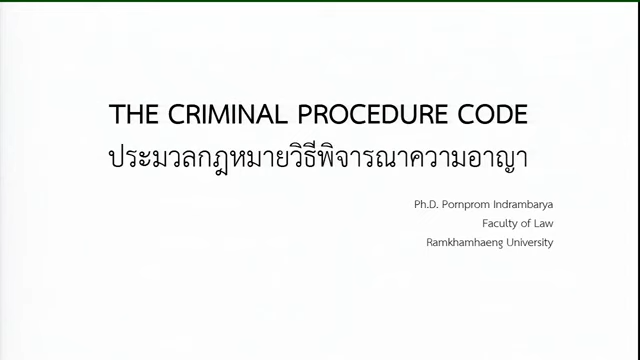 THE CRIMINAL PROCEDURE CODE
ประมวลกฎหมายวิธีพิจารณาความอาญา
Ph.D. Pornprom Indrambarya
Faculty of Law
Ramkhamhaeng University